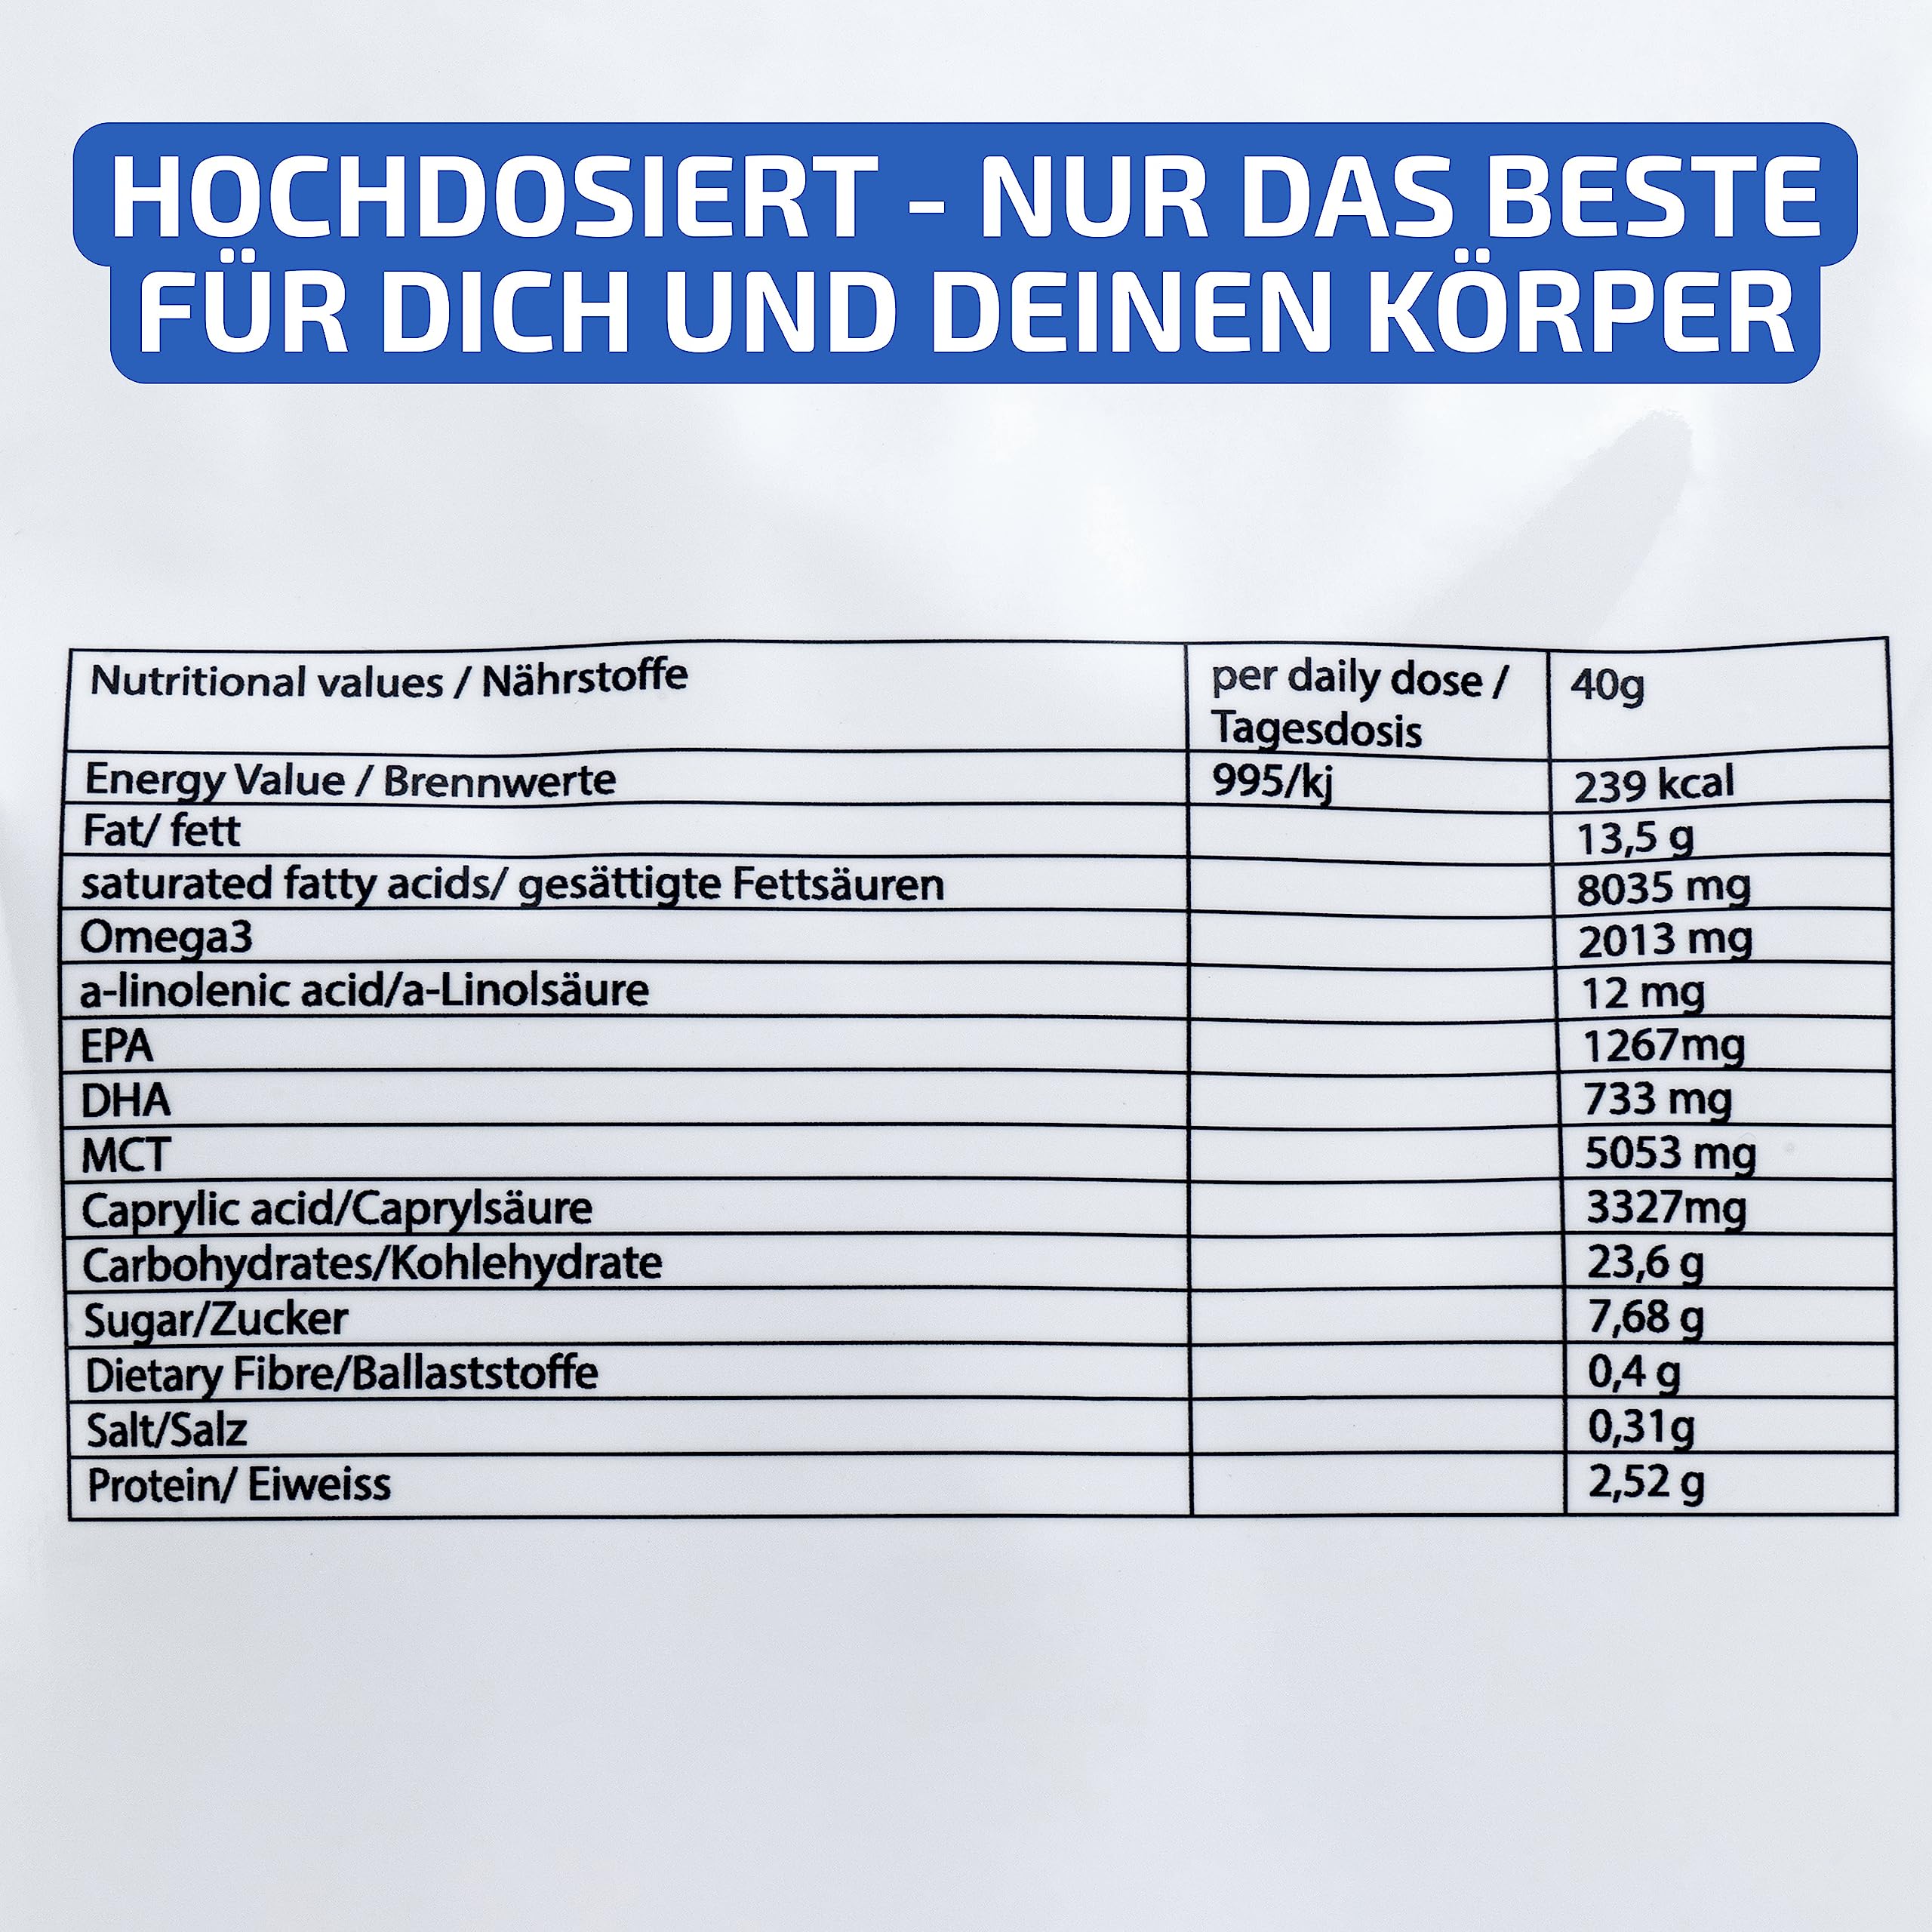 HOCHDOSIERT - NUR DAS BESTE
FÜR DICH UND DEINEN KÖRPER
Nutritional values / Nährstoffe per daily dose / 40g
Tagesdosis
Energy Value / Brennwerte 995/kj 239 kcal
Fat/ fett 13,5 g
saturated fatty acids/ gesättigte Fettsäuren 8035 mg
Omega3 2013 mg
a-linolenic acid/a-Linolsäure 12 mg
EPA 1267mg
DHA 733 mg
MCT 5053 mg
Caprylic acid/Caprylsäure 3327mg
Carbohydrates/Kohlehydrate 23,6 g
Sugar/Zucker 7,68 g
Dietary Fibre/Ballaststoffe 0,4 g
Salt/Salz 0,31g
Protein/ Eiweiss 2,52 g